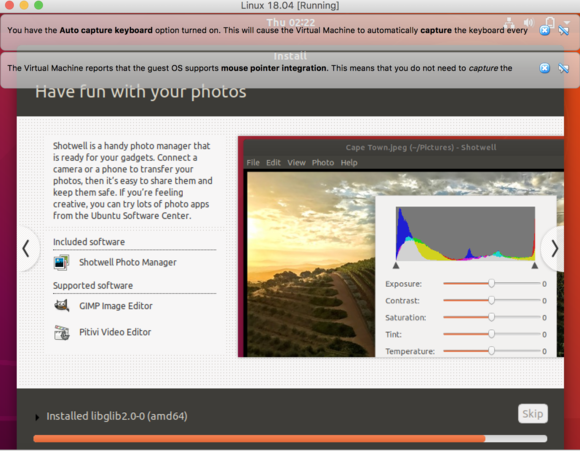 Linux 18.04 [Running]
Thu 02:22
You have the Auto capture keyboard option turned on. This will cause the Virtual Machine to automatically capture the keyboard every
Install
The Virtual Machine reports that the guest OS supports mouse pointer integration. This means that you do not need to capture the
Have fun with your photos
Shotwell is a handy photo manager that
is ready for your gadgets. Connect a
camera or a phone to transfer your
photos, then it's easy to share them and
keep them safe. If you're feeling
creative, you can try lots of photo apps
from the Ubuntu Software Center.
Included software
Shotwell Photo Manager
Supported software
GIMP Image Editor
Pitivi Video Editor
Cape Town.jpeg (~/Pictures) - Shotwell
File Edit View Photo Help
Exposure: 0
Contrast: 0
Saturation: 0
Tint: 0
Temperature: 0
Installed libglib2.0-0 (amd64)
Skip